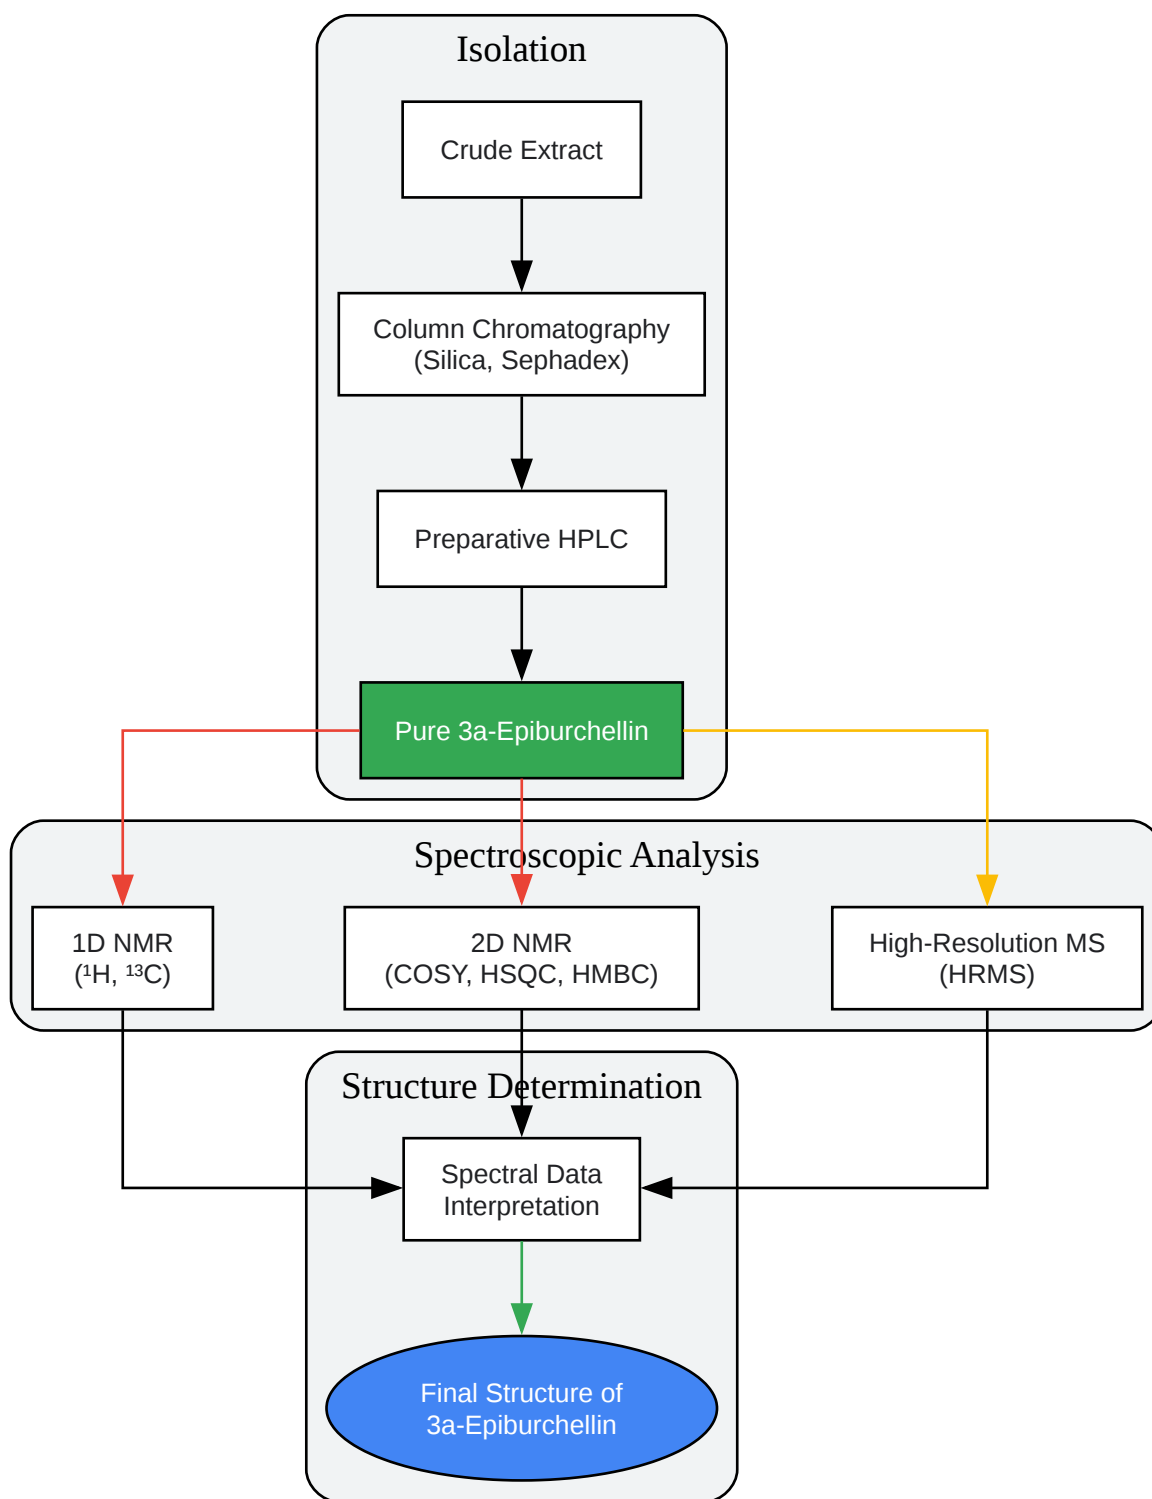 Isolation
Crude Extract
Column Chromatography
(Silica, Sephadex)
Preparative HPLC
Pure 3a-Epiburchellin
Spectroscopic Analysis
1D NMR
(¹H, ¹³C)
2D NMR
(COSY, HSQC, HMBC)
High-Resolution MS
(HRMS)
Structure Determination
Spectral Data
Interpretation
Final Structure of
3a-Epiburchellin